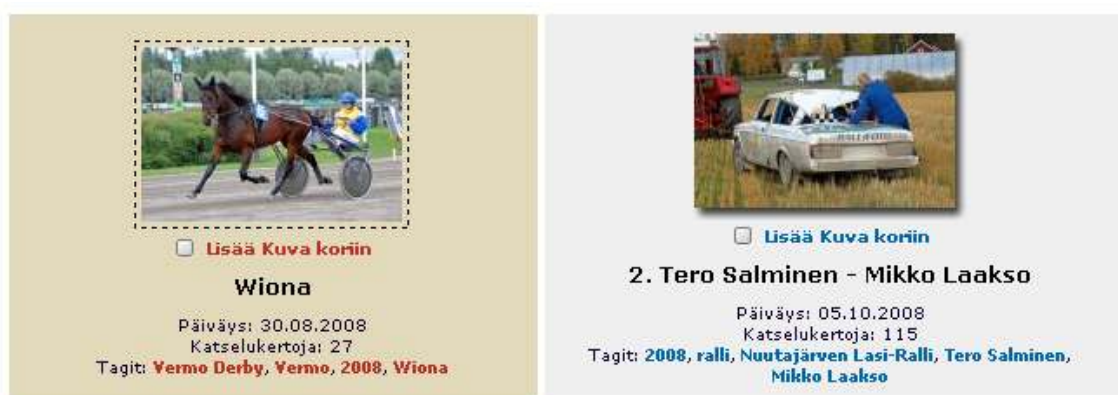 Lisää Kuva koriin
Wiona
Päiväys: 30.08.2008
Katselukertoja: 27
Tagit: Vermo Derby, Vermo, 2008, Wiona
Lisää Kuva koriin
2. Tero Salminen - Mikko Laakso
Päiväys: 05.10.2008
Katselukertoja: 115
Tagit: 2008, ralli, Nuutajärven Lasi-Ralli, Tero Salminen,
Mikko Laakso